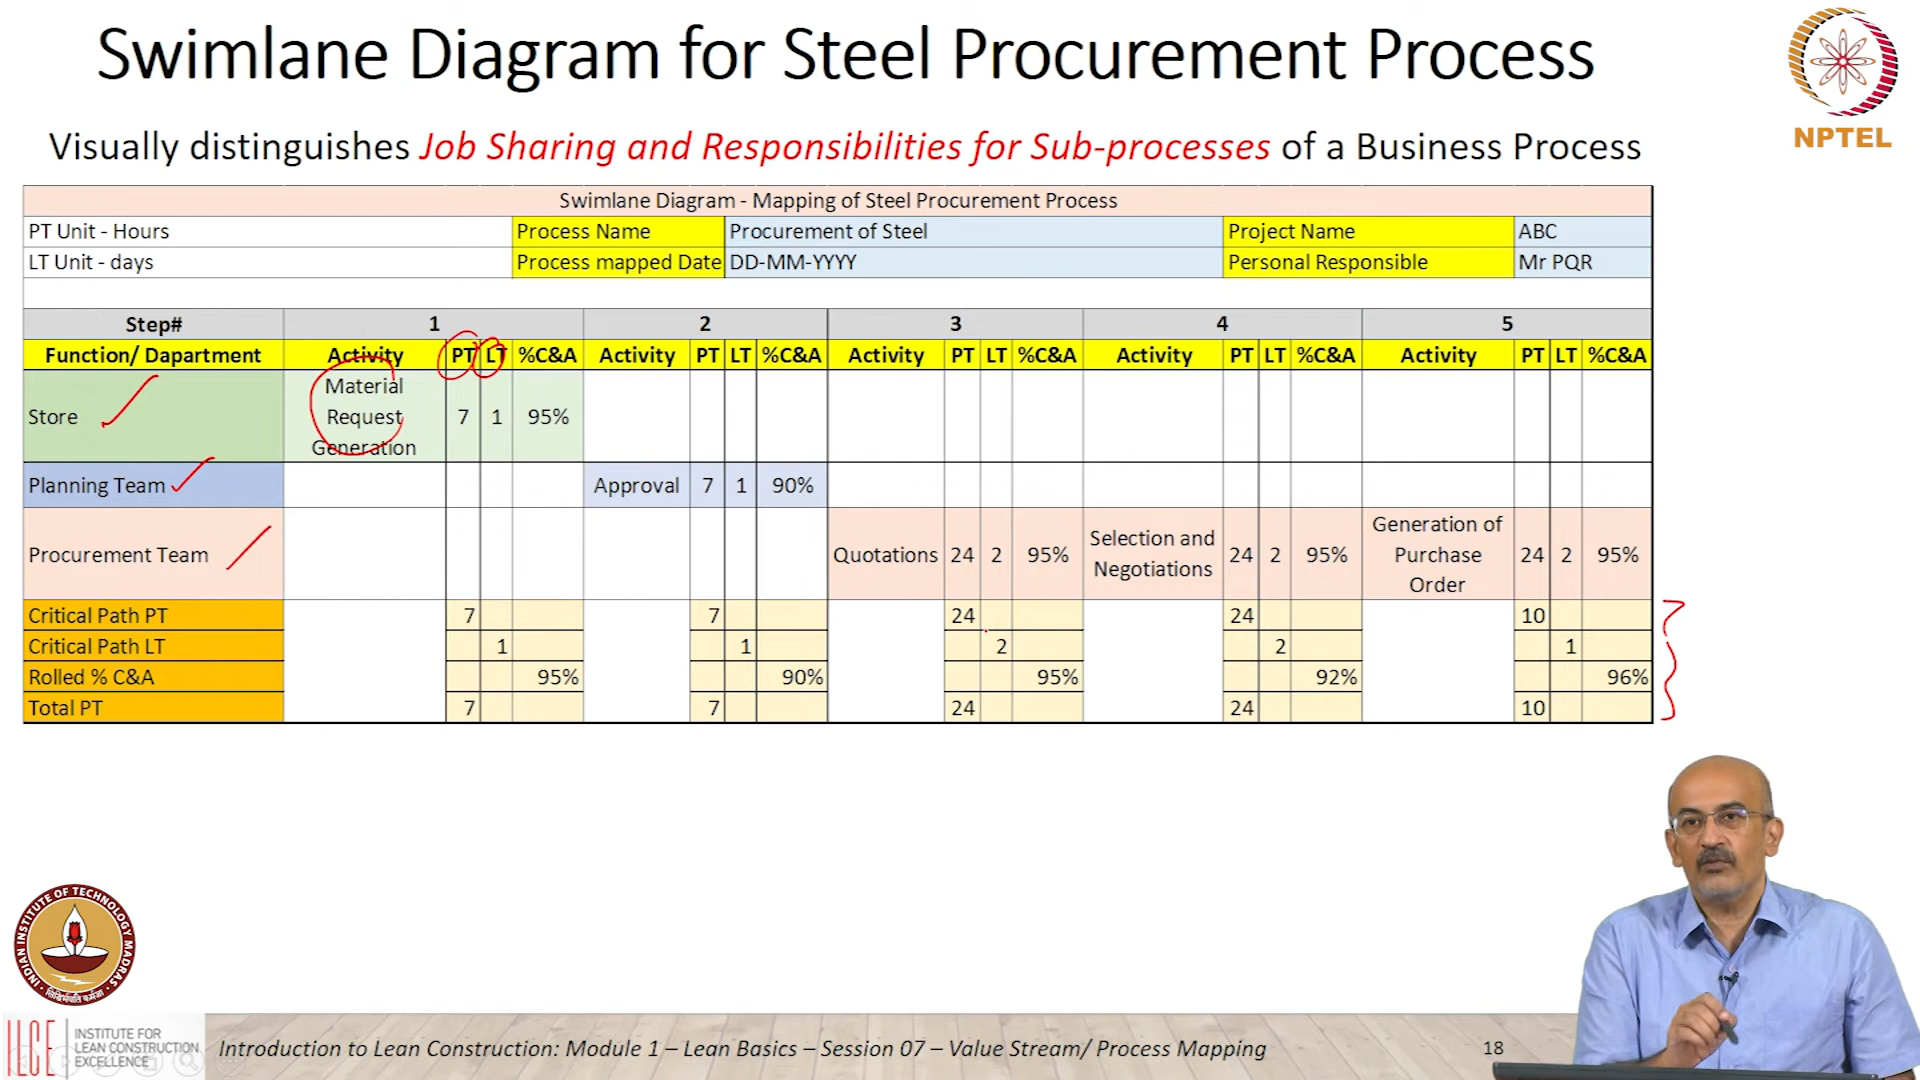 Swimlane Diagram for Steel Procurement Process
NPTEL
Visually distinguishes Job Sharing and Responsibilities for Sub-processes of a Business Process
Swimlane Diagram - Mapping of Steel Procurement Process
PT Unit - Hours Process Name Procurement of Steel Project Name ABC
LT Unit - days Process mapped Date DD-MM-YYYY Personal Responsible Mr PQR
Step# 1 2 3 4 5
Function/ Dapartment Activity PT LT %C&A Activity PT LT %C&A Activity PT LT %C&A Activity PT LT %C&A Activity PT LT %C&A
Store Material Request Generation 7 1 95%
Planning Team Approval 7 1 90%
Procurement Team Quotations 24 2 95% Selection and Negotiations 24 2 95% Generation of Purchase Order 24 2 95%
Critical Path PT 7 7 24 24 10
Critical Path LT 1 1 2 2 1
Rolled % C&A 95% 90% 95% 92% 96%
Total PT 7 7 24 24 10
INDIAN INSTITUTE OF TECHNOLOGY MADRAS
ILCE
INSTITUTE FOR
LEAN CONSTRUCTION
EXCELLENCE
Introduction to Lean Construction: Module 1 – Lean Basics – Session 07 – Value Stream/ Process Mapping
18